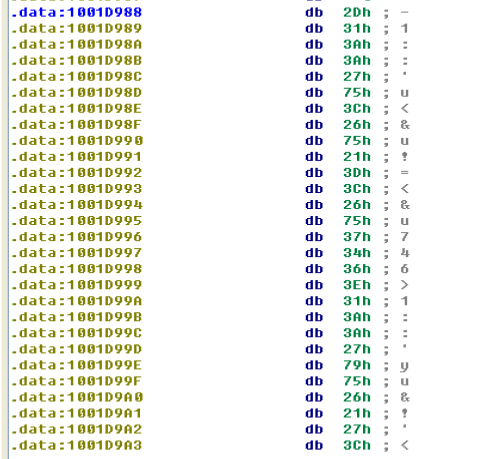 .data:1001D988 db 2Dh ; -
.data:1001D989 db 31h ; 1
.data:1001D98A db 3Ah ; :
.data:1001D98B db 3Ah ; :
.data:1001D98C db 27h ; '
.data:1001D98D db 75h ; u
.data:1001D98E db 3Ch ; <
.data:1001D98F db 26h ; &
.data:1001D990 db 75h ; u
.data:1001D991 db 21h ; !
.data:1001D992 db 3Dh ; =
.data:1001D993 db 3Ch ; <
.data:1001D994 db 26h ; &
.data:1001D995 db 75h ; u
.data:1001D996 db 37h ; 7
.data:1001D997 db 34h ; 4
.data:1001D998 db 36h ; 6
.data:1001D999 db 3Eh ; >
.data:1001D99A db 31h ; 1
.data:1001D99B db 3Ah ; :
.data:1001D99C db 3Ah ; :
.data:1001D99D db 27h ; '
.data:1001D99E db 79h ; y
.data:1001D99F db 75h ; u
.data:1001D9A0 db 26h ; &
.data:1001D9A1 db 21h ; !
.data:1001D9A2 db 27h ; '
.data:1001D9A3 db 3Ch ; <